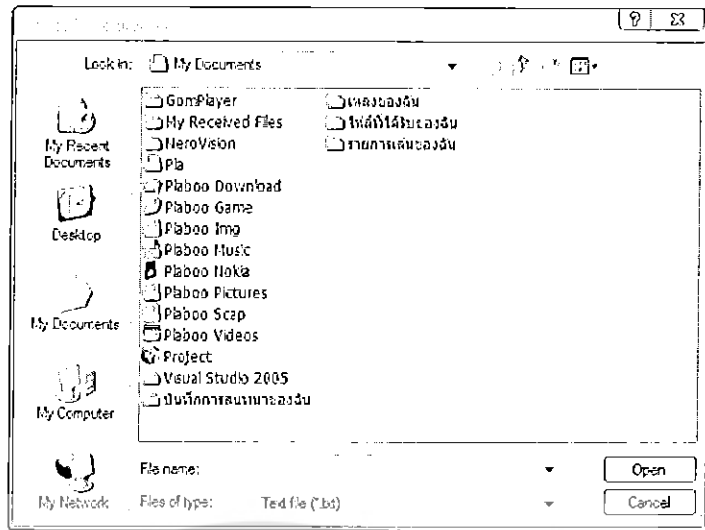 Look in: My Documents
GomPlayer
My Received Files
NeroVision
Pla
Plaboo Download
Plaboo Game
Plaboo Img
Plaboo Music
Plaboo Nokia
Plaboo Pictures
Plaboo Scap
Plaboo Videos
Project
Visual Studio 2005
บันทึกการสนทนาของฉัน
เพลงของฉัน
ไฟล์ที่ได้รับของฉัน
รายการเล่นของฉัน
My Recent
Documents
Desktop
My Documents
My Computer
My Network
File name:
Open
Files of type: Text file (*.txt)
Cancel